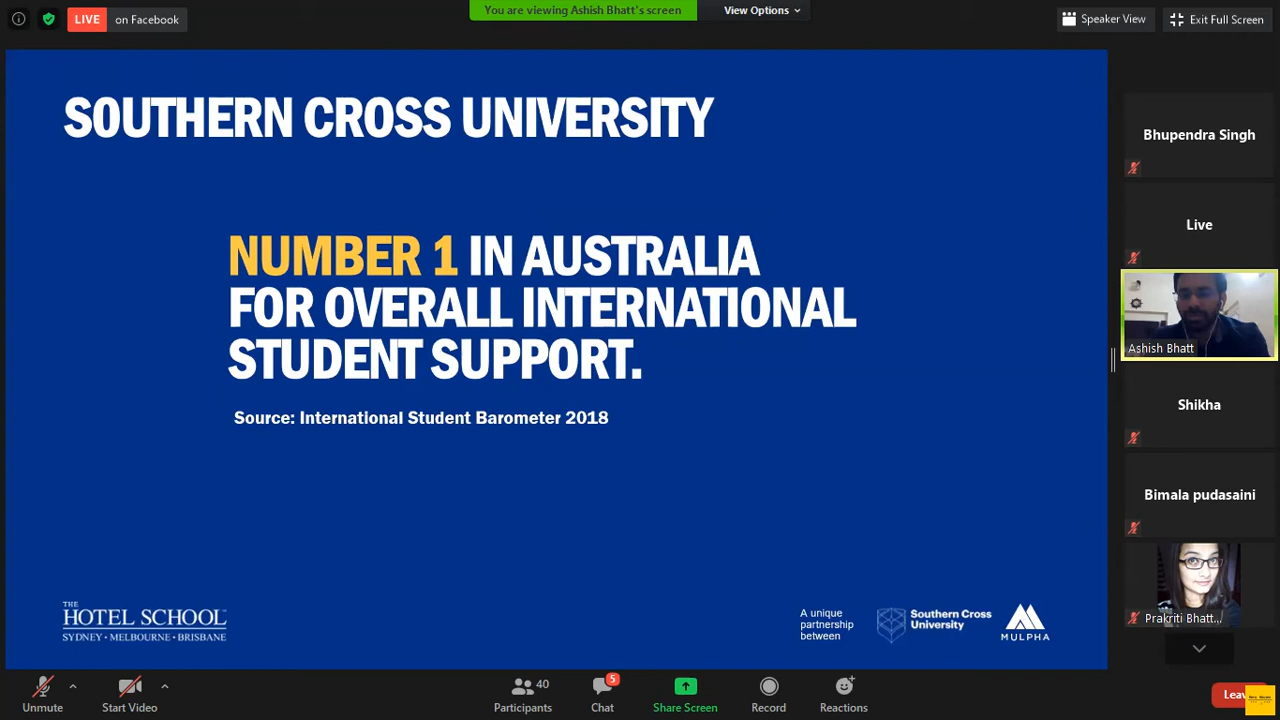 LIVE on Facebook
You are viewing Ashish Bhatt's screen
View Options
Speaker View
Exit Full Screen
SOUTHERN CROSS UNIVERSITY
NUMBER 1 IN AUSTRALIA
FOR OVERALL INTERNATIONAL
STUDENT SUPPORT.
Source: International Student Barometer 2018
THE
HOTEL SCHOOL
SYDNEY • MELBOURNE • BRISBANE
A unique
partnership
between
Southern Cross
University
MULPHA
Bhupendra Singh
Live
Ashish Bhatt
Shikha
Bimala pudasaini
Prakriti Bhatt...
Unmute
Start Video
Participants
40
Chat
5
Share Screen
Record
Reactions